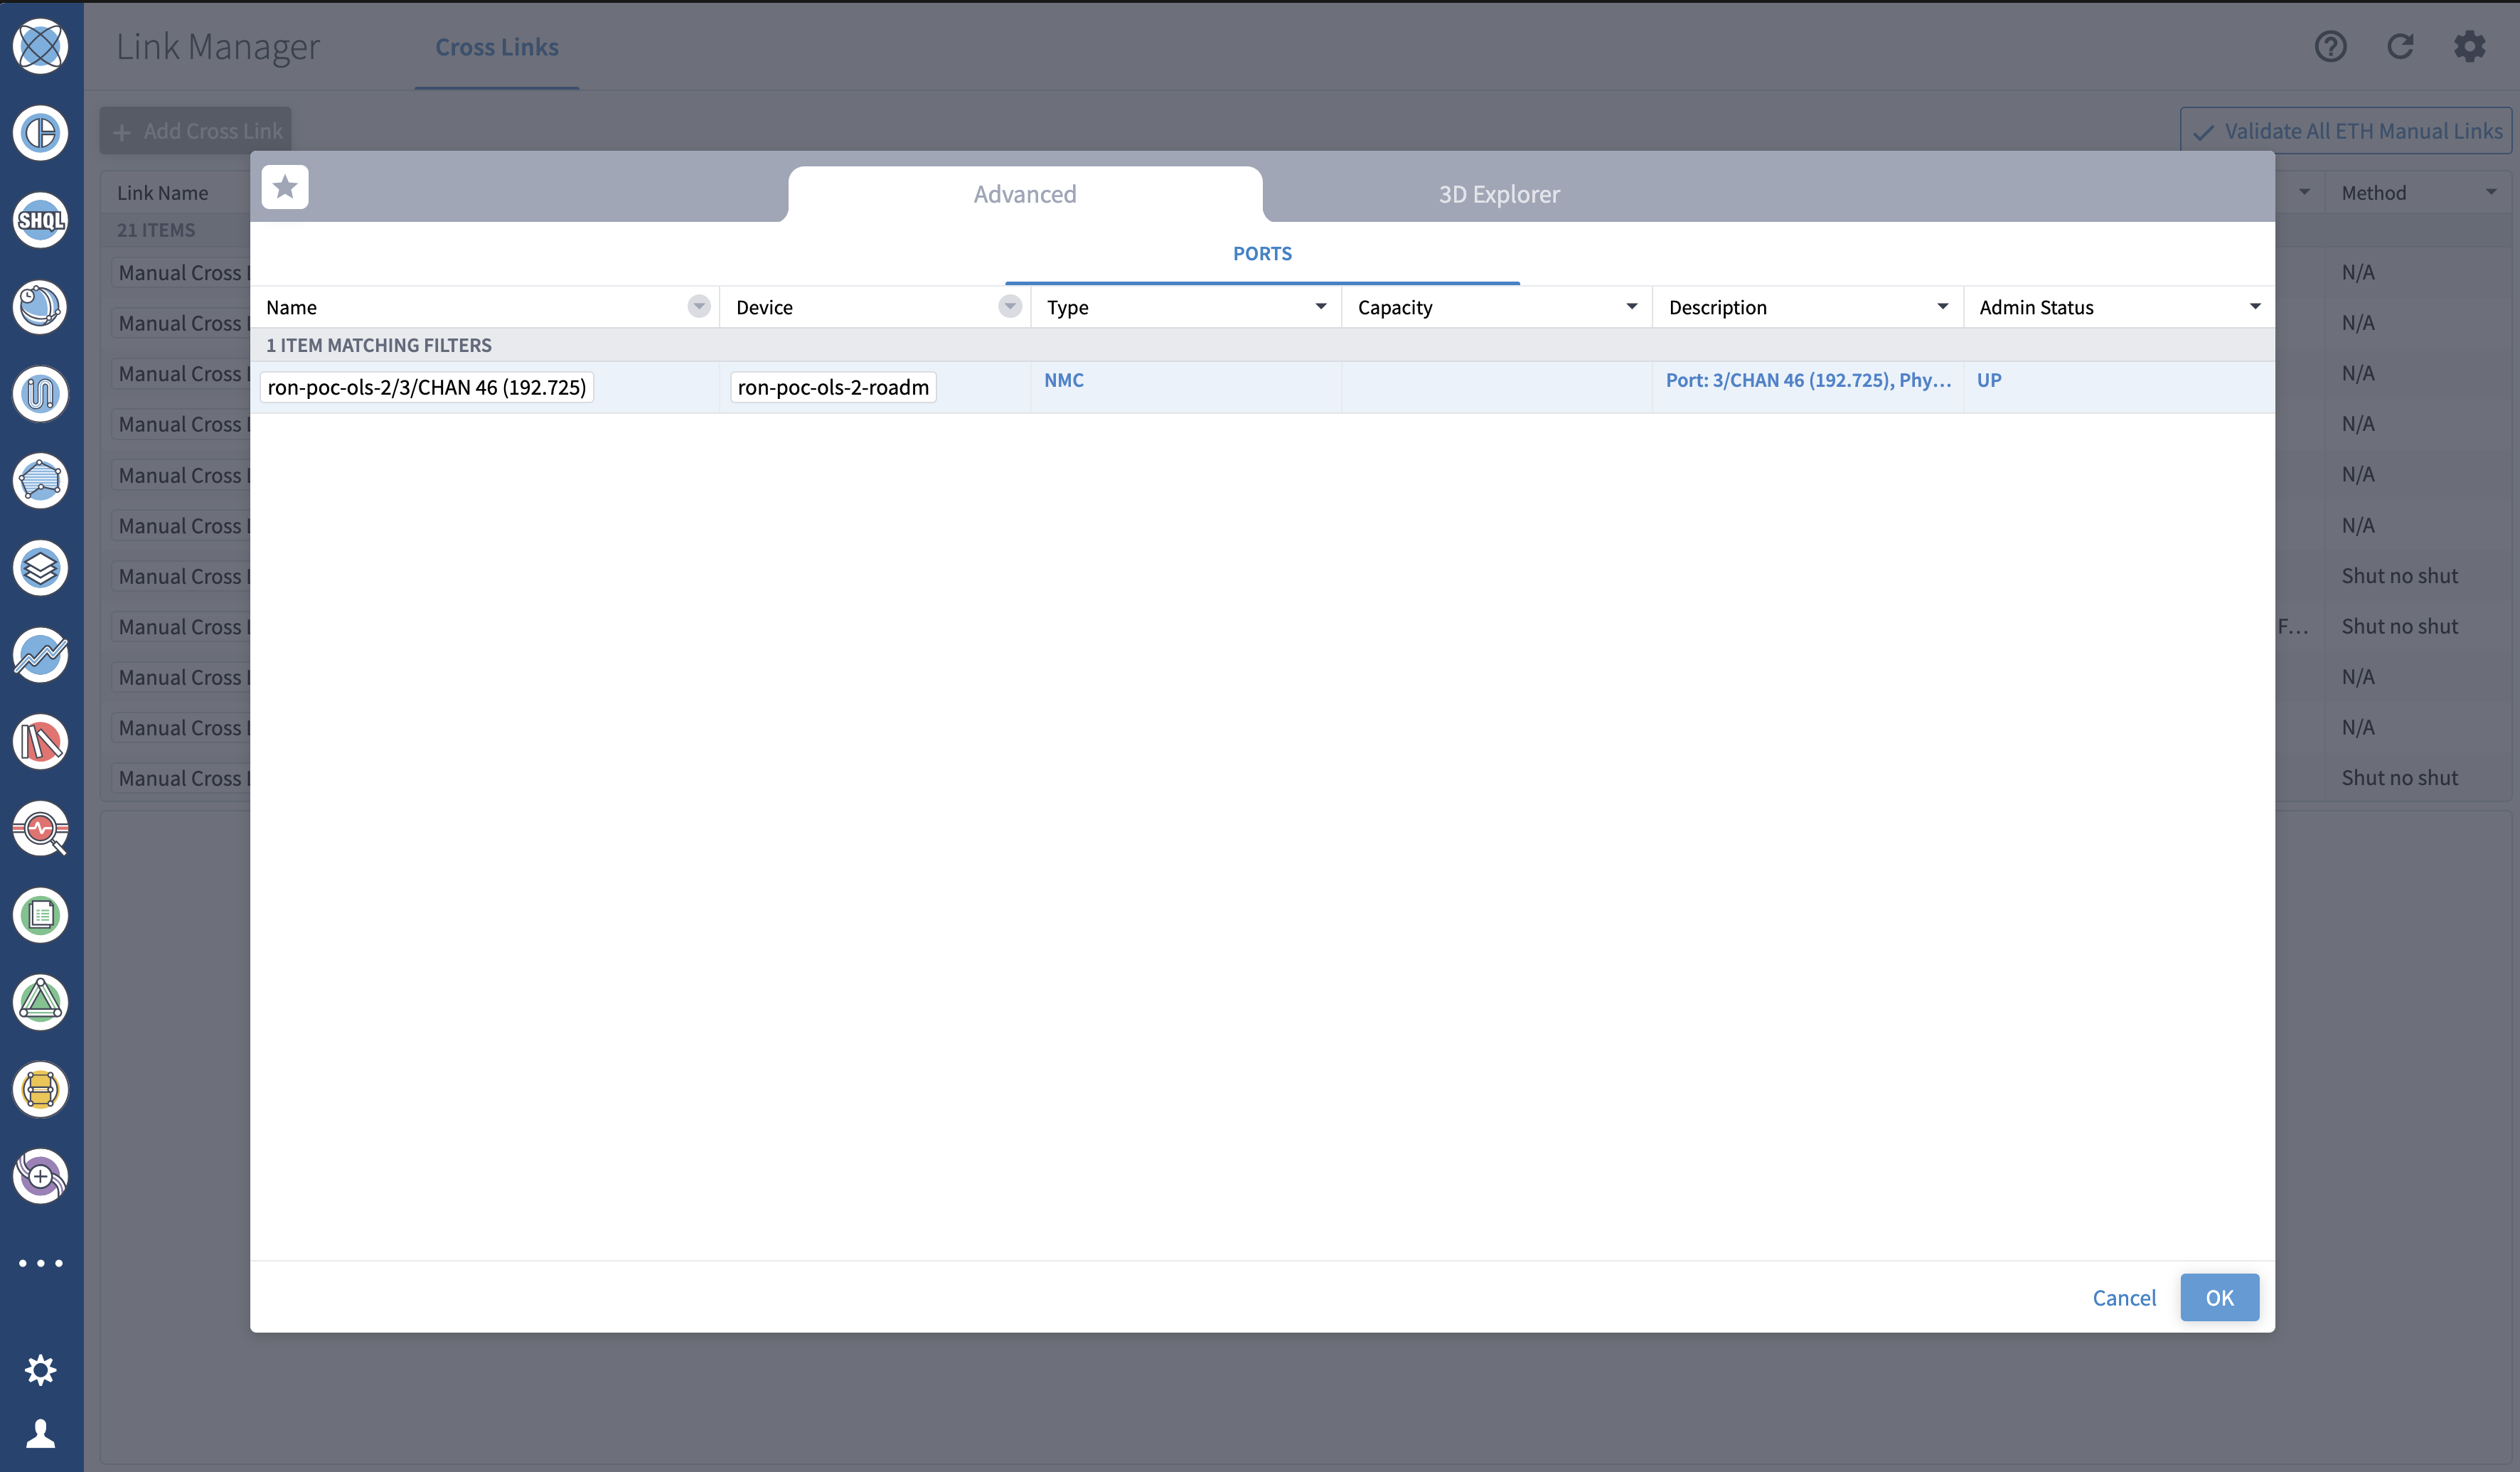 Link Manager
Cross Links
+ Add Cross Link
Validate All ETH Manual Links
SHQL
Link Name
Method
21 ITEMS
Manual Cross L
N/A
Manual Cross L
N/A
Manual Cross L
N/A
Manual Cross L
N/A
Manual Cross L
N/A
Manual Cross L
N/A
Manual Cross L
Shut no shut
Manual Cross L
F...
Shut no shut
Manual Cross L
N/A
Manual Cross L
N/A
Manual Cross L
Shut no shut
Advanced
3D Explorer
PORTS
Name
Device
Type
Capacity
Description
Admin Status
1 ITEM MATCHING FILTERS
ron-poc-ols-2/3/CHAN 46 (192.725)
ron-poc-ols-2-roadm
NMC
Port: 3/CHAN 46 (192.725), Phy...
UP
Cancel
OK